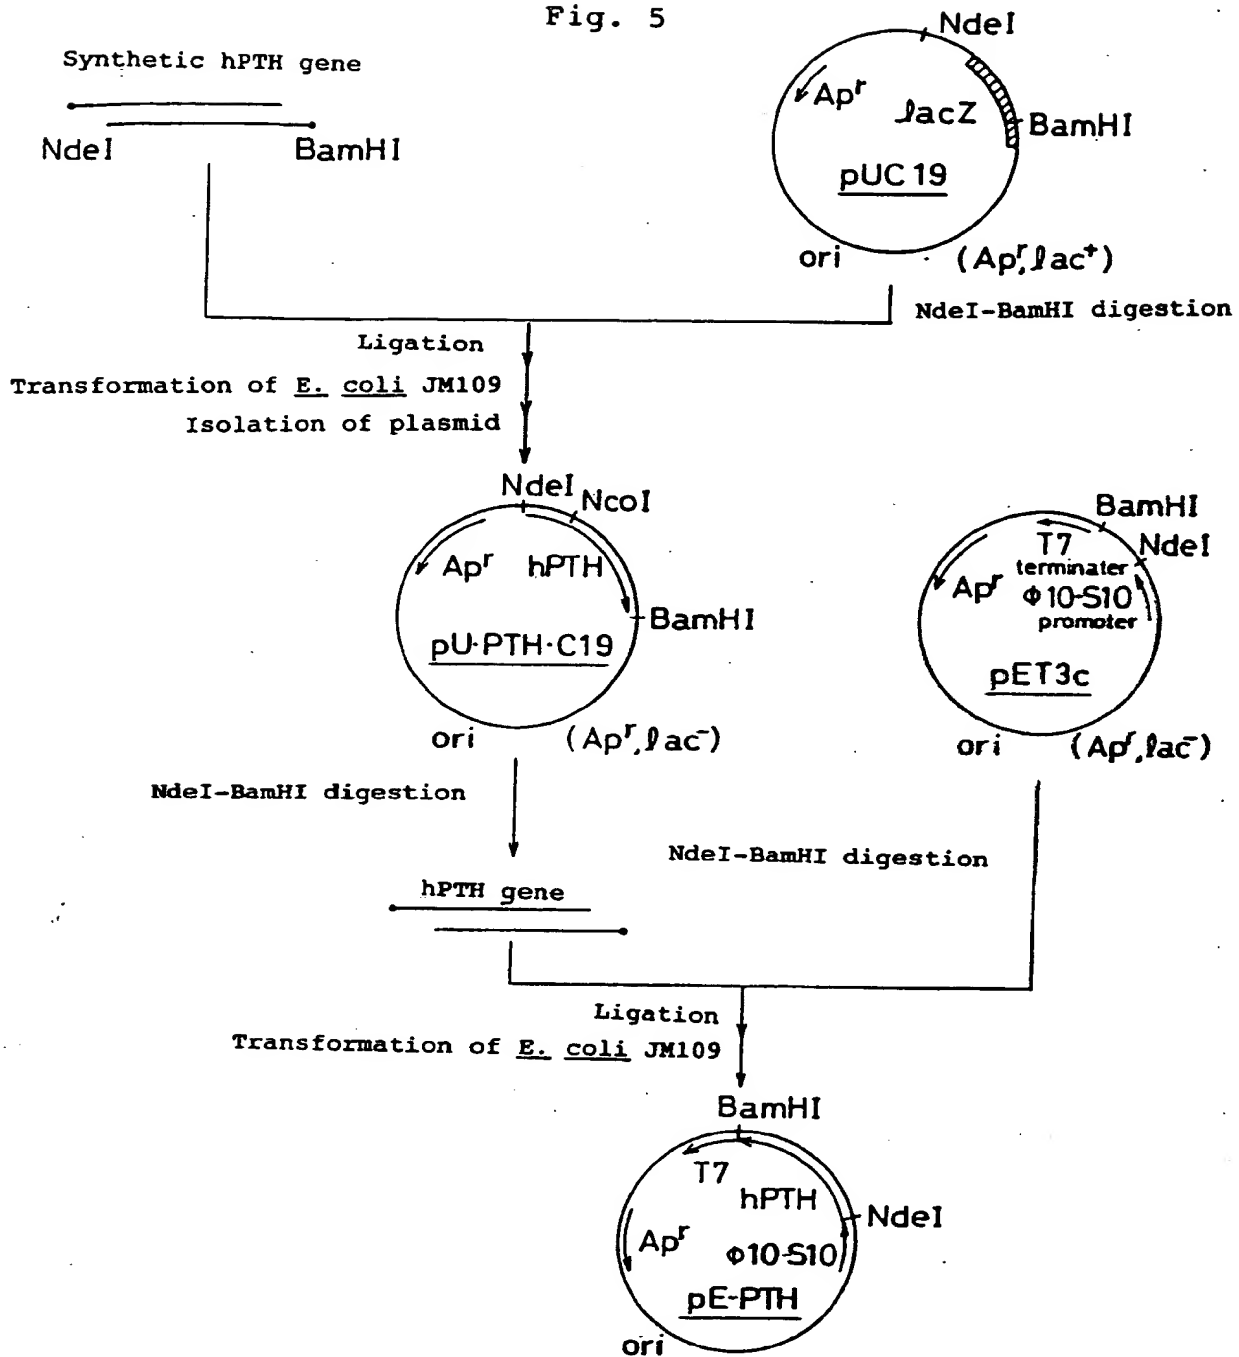 Fig. 5
Synthetic hPTH gene
NdeI
BamHI
NdeI
Apr
lacZ
BamHI
pUC19
ori
(Apr, lac+)
NdeI-BamHI digestion
Ligation
Transformation of E. coli JM109
Isolation of plasmid
NdeI
NcoI
Apr
hPTH
BamHI
pU·PTH·C19
ori
(Apr, lac-)
BamHI
NdeI
T7
terminater
Apr
Φ10-S10
promoter
pET3c
ori
(Apr, lac-)
NdeI-BamHI digestion
NdeI-BamHI digestion
hPTH gene
Ligation
Transformation of E. coli JM109
BamHI
T7
hPTH
NdeI
Apr
Φ10-S10
pE-PTH
ori